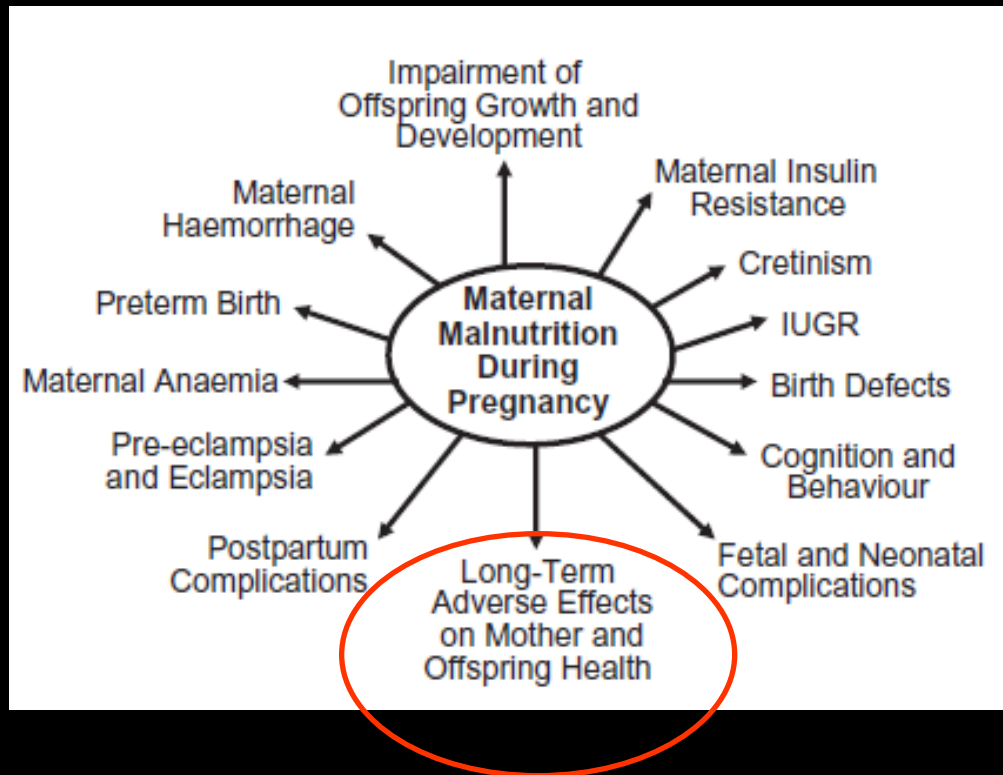 Impairment of
Offspring Growth and
Development
Maternal Insulin
Resistance
Maternal
Haemorrhage
Cretinism
Preterm Birth
IUGR
Maternal
Malnutrition
During
Pregnancy
Maternal Anaemia
Birth Defects
Pre-eclampsia
and Eclampsia
Cognition and
Behaviour
Postpartum
Complications
Long-Term
Adverse Effects
on Mother and
Offspring Health
Fetal and Neonatal
Complications